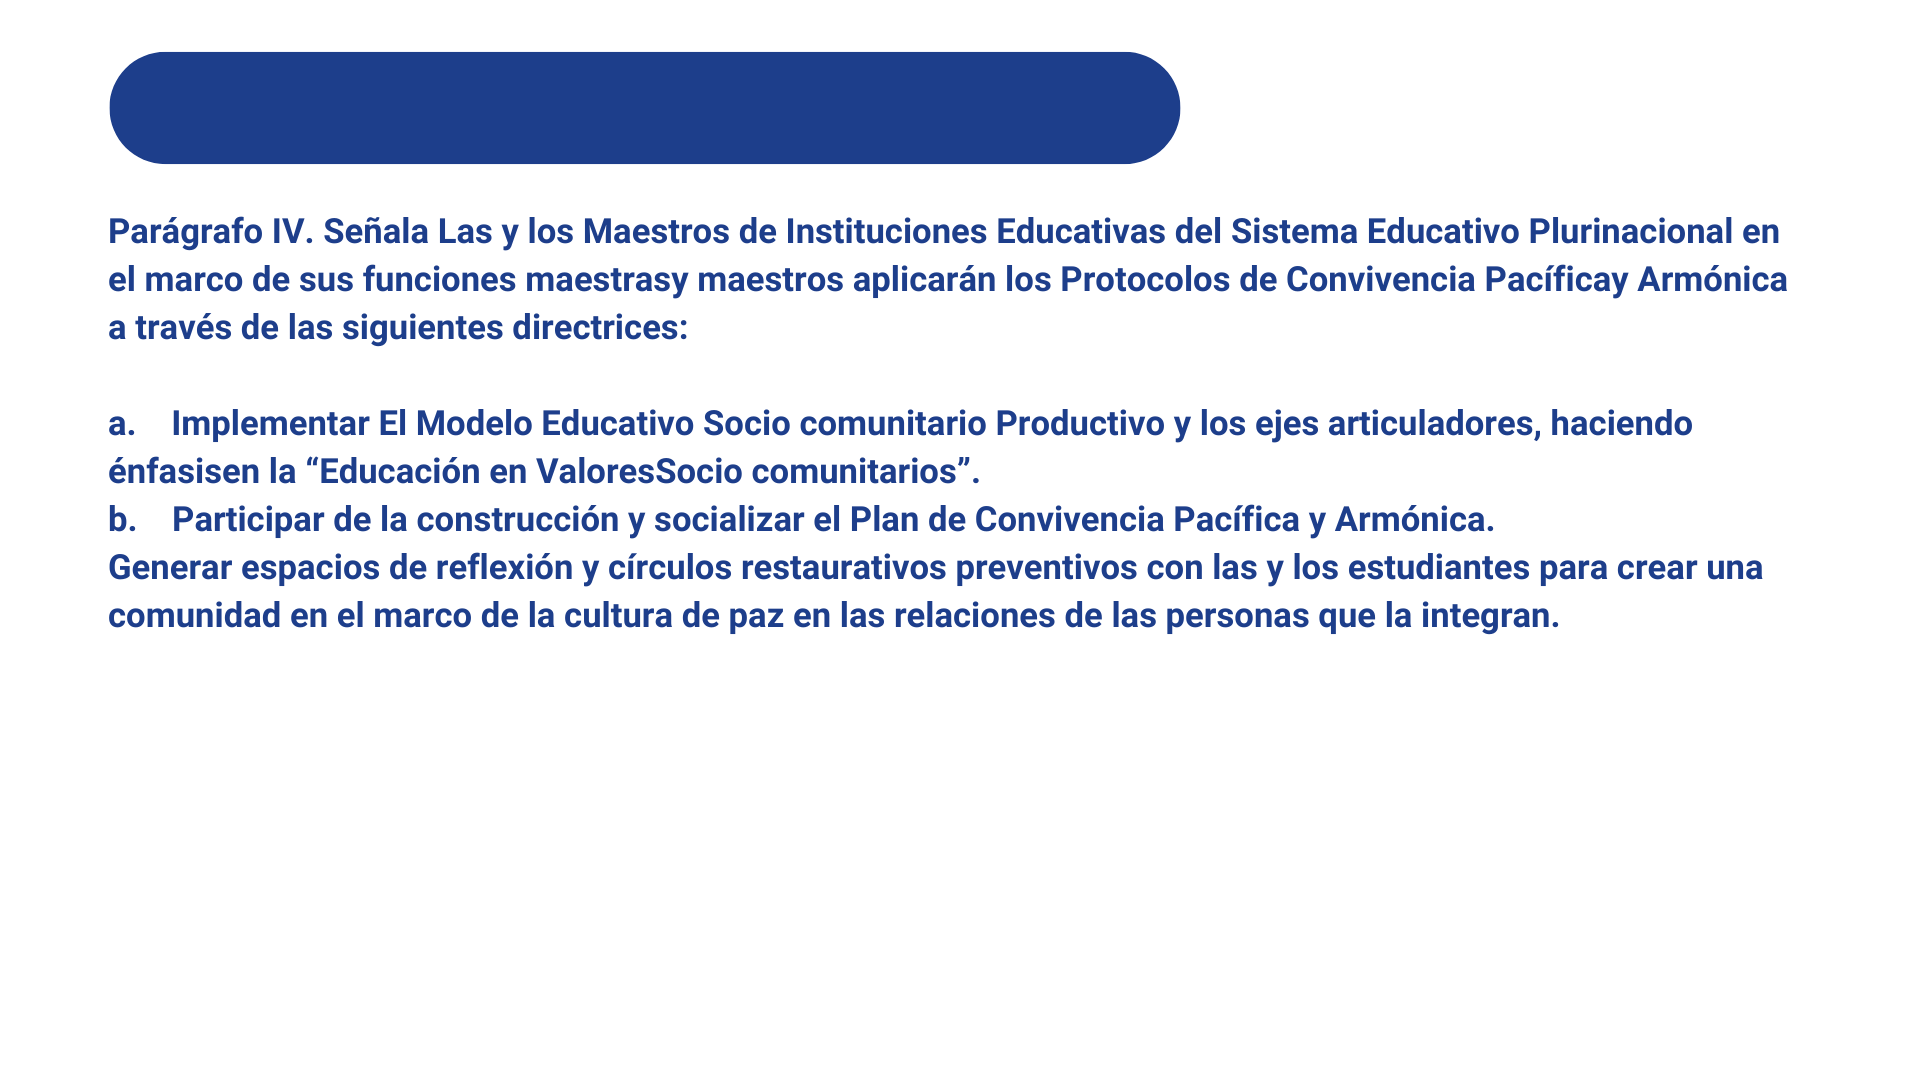 Parágrafo IV. Señala Las y los Maestros de Instituciones Educativas del Sistema Educativo Plurinacional en
el marco de sus funciones maestrasy maestros aplicarán los Protocolos de Convivencia Pacíficay Armónica
a través de las siguientes directrices:
a. Implementar El Modelo Educativo Socio comunitario Productivo y los ejes articuladores, haciendo
énfasisen la “Educación en ValoresSocio comunitarios”.
b. Participar de la construcción y socializar el Plan de Convivencia Pacífica y Armónica.
Generar espacios de reflexión y círculos restaurativos preventivos con las y los estudiantes para crear una
comunidad en el marco de la cultura de paz en las relaciones de las personas que la integran.